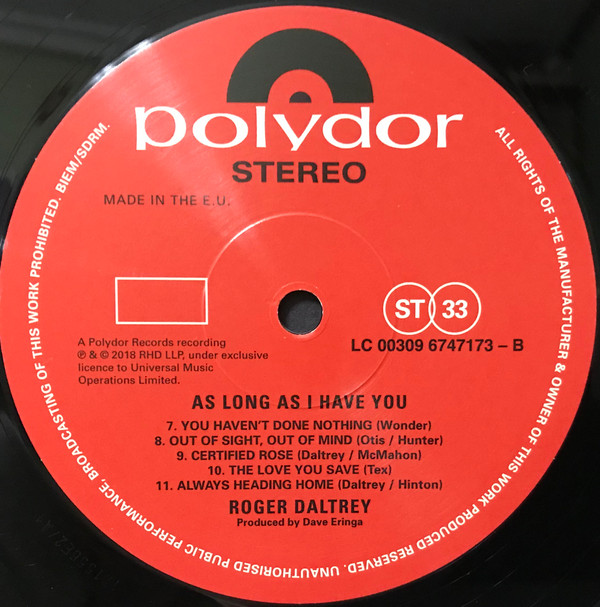 polydor
STEREO
MADE IN THE E.U.
ST 33
LC 00309 6747173 – B
A Polydor Records recording
℗ & © 2018 RHD LLP, under exclusive
licence to Universal Music
Operations Limited.
AS LONG AS I HAVE YOU
7. YOU HAVEN'T DONE NOTHING (Wonder)
8. OUT OF SIGHT, OUT OF MIND (Otis / Hunter)
9. CERTIFIED ROSE (Daltrey / McMahon)
10. THE LOVE YOU SAVE (Tex)
11. ALWAYS HEADING HOME (Daltrey / Hinton)
ROGER DALTREY
Produced by Dave Eringa
ALL RIGHTS OF THE MANUFACTURER & OWNER OF THIS WORK PRODUCED RESERVED. UNAUTHORISED PUBLIC PERFORMANCE, BROADCASTING OF THIS WORK PROHIBITED. BIEM/SDRM.